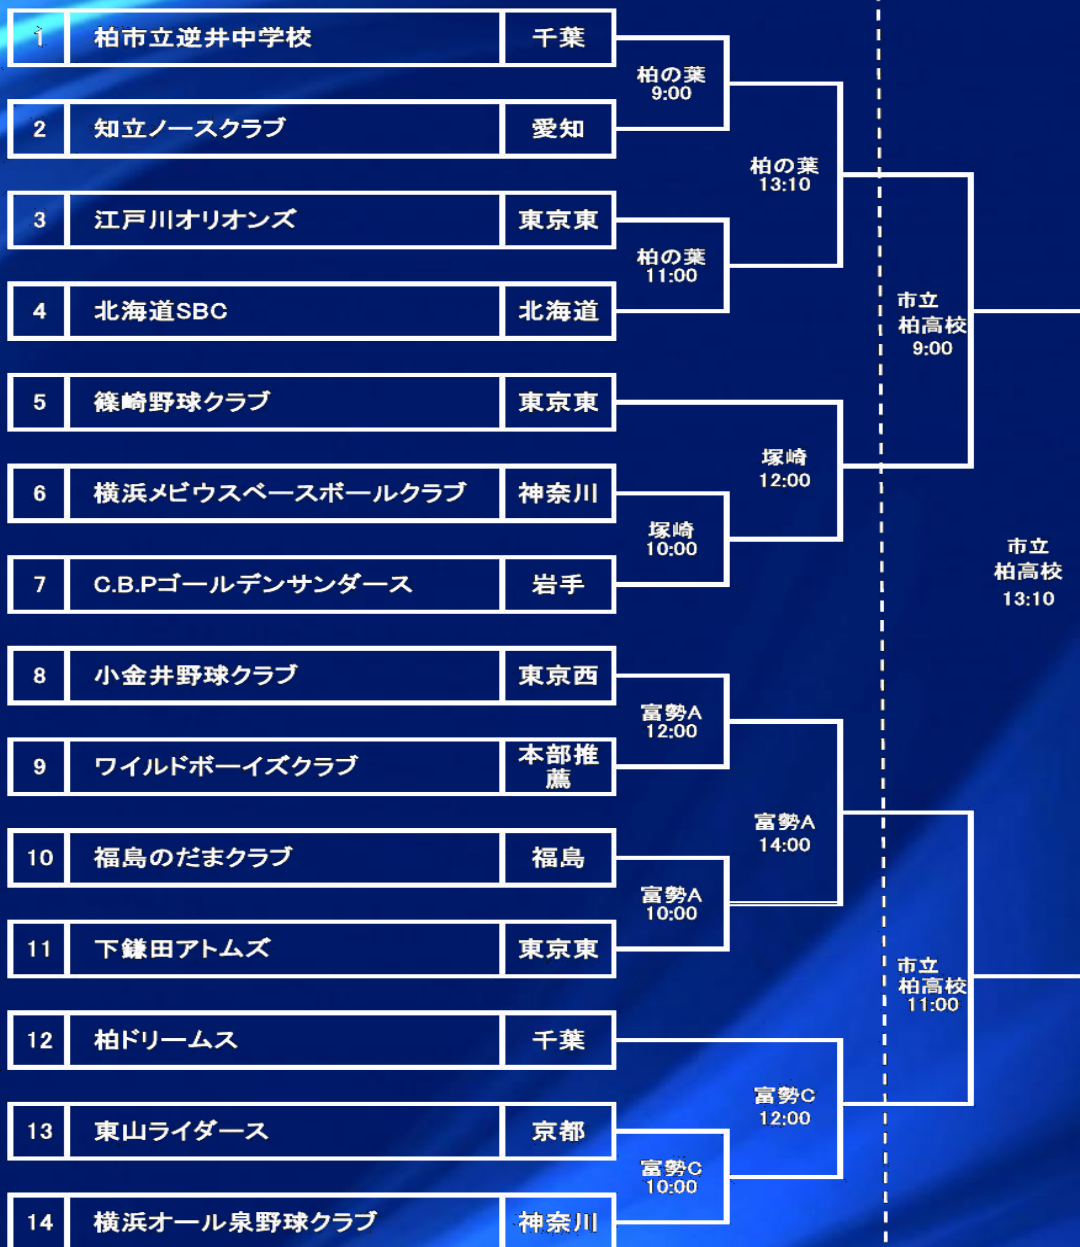 1 柏市立逆井中学校 千葉
柏の葉
9:00
2 知立ノースクラブ 愛知
柏の葉
13:10
3 江戸川オリオンズ 東京東
柏の葉
11:00
4 北海道SBC 北海道
市立
柏高校
9:00
5 篠崎野球クラブ 東京東
塚崎
12:00
6 横浜メビウスベースボールクラブ 神奈川
塚崎
10:00
7 C.B.Pゴールデンサンダース 岩手
市立
柏高校
13:10
8 小金井野球クラブ 東京西
富勢A
12:00
9 ワイルドボーイズクラブ 本部推
薦
富勢A
14:00
10 福島のだまクラブ 福島
富勢A
10:00
11 下鎌田アトムズ 東京東
市立
柏高校
11:00
12 柏ドリームス 千葉
富勢C
12:00
13 東山ライダース 京都
富勢C
10:00
14 横浜オール泉野球クラブ 神奈川